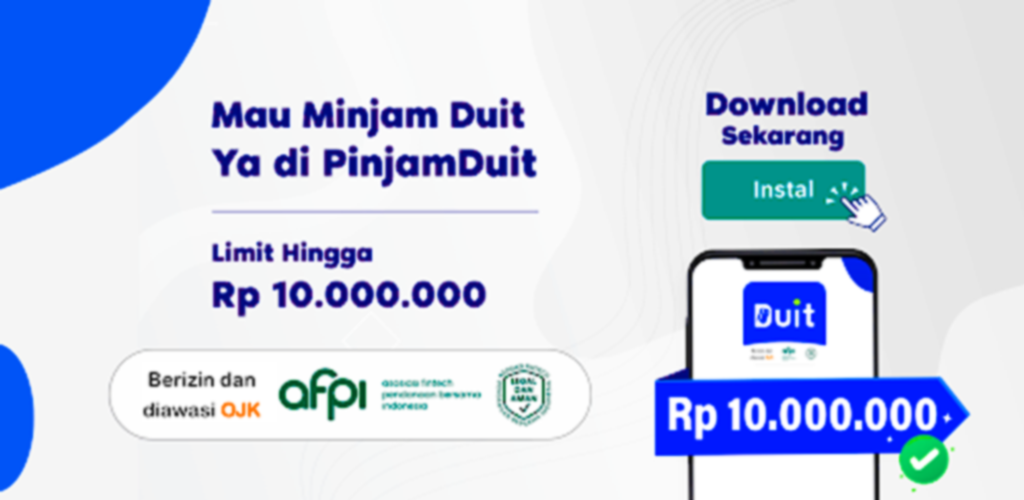 Mau Minjam Duit
Ya di PinjamDuit
Limit Hingga
Rp 10.000.000
Berizin dan
diawasi OJK
afpi
asosiasi fintech
pendanaan bersama
indonesia
LEGAL
DAN
AMAN
Download
Sekarang
Instal
Duit
Rp 10.000.000